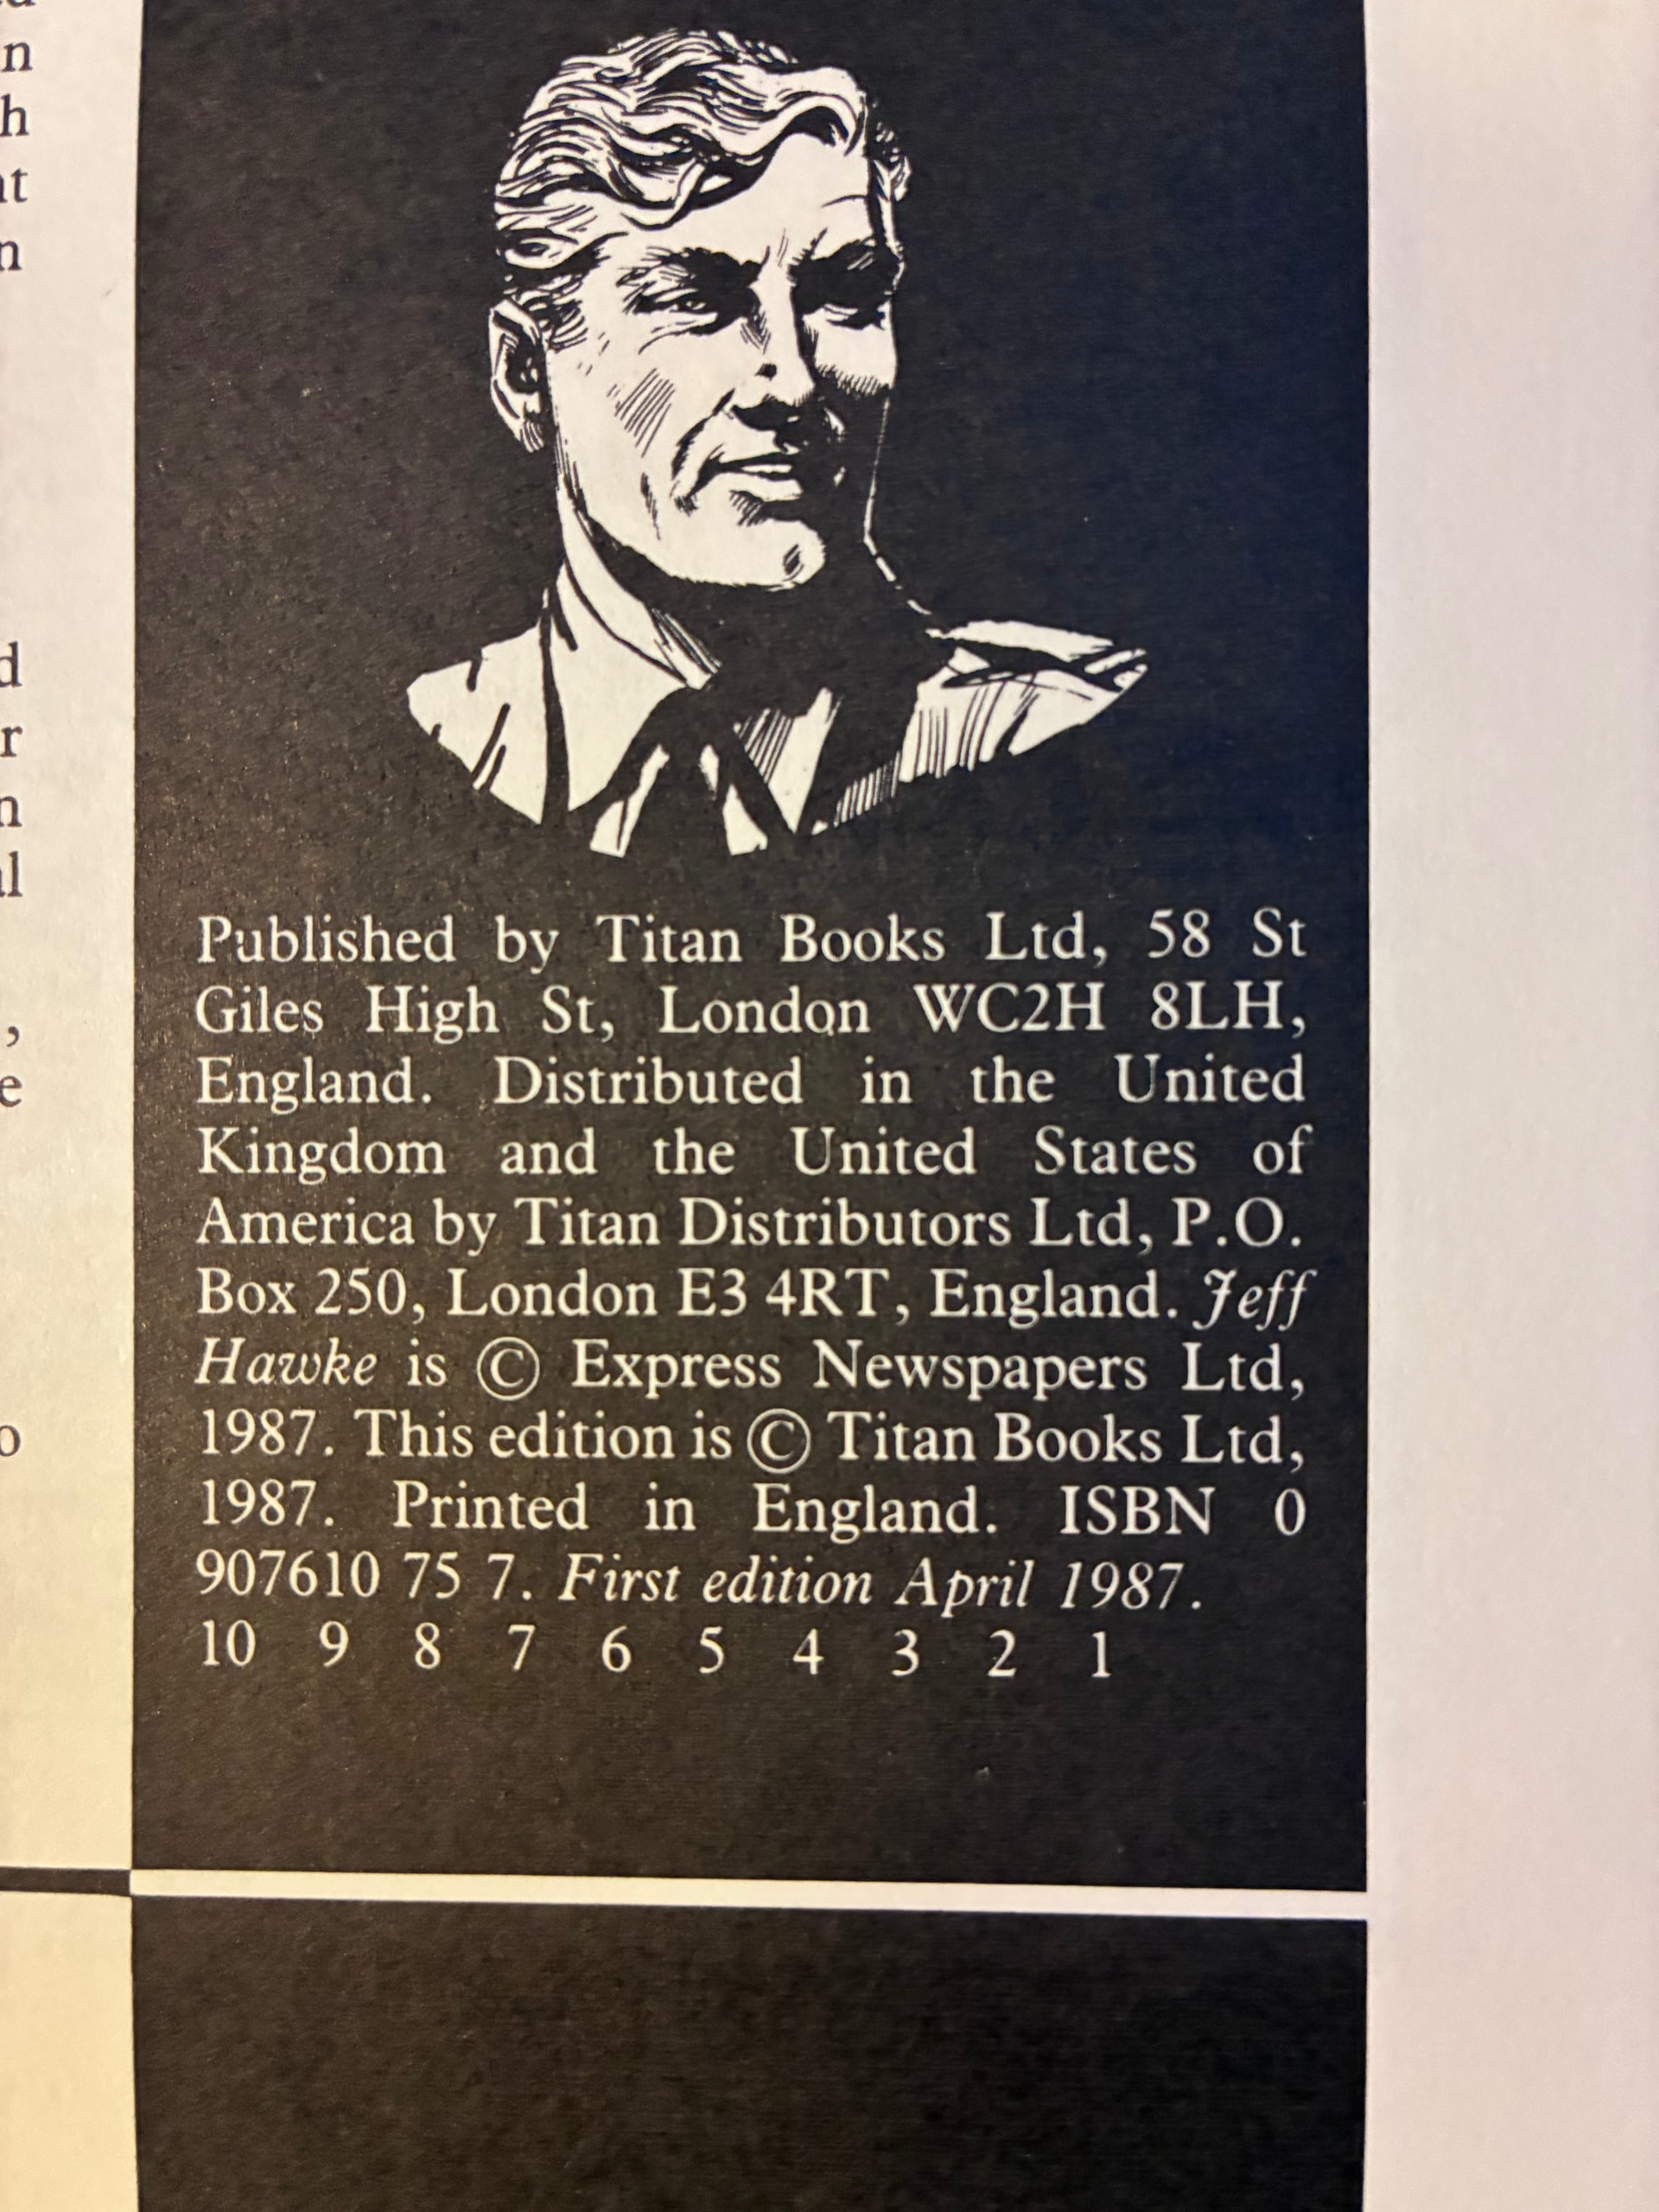 n
h
at
n
d
r
n
al
,
e
o
Published by Titan Books Ltd, 58 St
Giles High St, London WC2H 8LH,
England. Distributed in the United
Kingdom and the United States of
America by Titan Distributors Ltd, P.O.
Box 250, London E3 4RT, England. Jeff
Hawke is © Express Newspapers Ltd,
1987. This edition is © Titan Books Ltd,
1987. Printed in England. ISBN 0
907610 75 7. First edition April 1987.
10 9 8 7 6 5 4 3 2 1